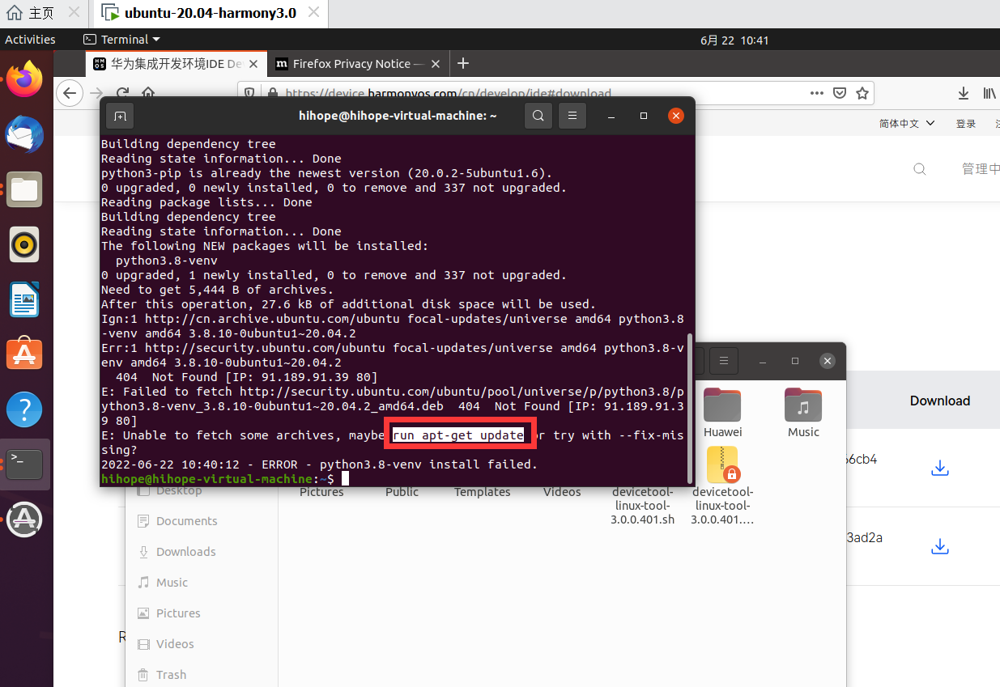 主页
ubuntu-20.04-harmony3.0
Activities
Terminal
6月 22 10:41
华为集成开发环境IDE De
Firefox Privacy Notice —
https://device.harmonyos.com/cn/develop/ide#download
hihope@hihope-virtual-machine: ~
简体中文
登录
管理中
Building dependency tree
Reading state information... Done
python3-pip is already the newest version (20.0.2-5ubuntu1.6).
0 upgraded, 0 newly installed, 0 to remove and 337 not upgraded.
Reading package lists... Done
Building dependency tree
Reading state information... Done
The following NEW packages will be installed:
python3.8-venv
0 upgraded, 1 newly installed, 0 to remove and 337 not upgraded.
Need to get 5,444 B of archives.
After this operation, 27.6 kB of additional disk space will be used.
Ign:1 http://cn.archive.ubuntu.com/ubuntu focal-updates/universe amd64 python3.8
-venv amd64 3.8.10-0ubuntu1~20.04.2
Err:1 http://security.ubuntu.com/ubuntu focal-updates/universe amd64 python3.8-v
env amd64 3.8.10-0ubuntu1~20.04.2
404 Not Found [IP: 91.189.91.39 80]
E: Failed to fetch http://security.ubuntu.com/ubuntu/pool/universe/p/python3.8/p
ython3.8-venv_3.8.10-0ubuntu1~20.04.2_amd64.deb 404 Not Found [IP: 91.189.91.3
9 80]
E: Unable to fetch some archives, maybe run apt-get update or try with --fix-mis
sing?
2022-06-22 10:40:12 - ERROR - python3.8-venv install failed.
hihope@hihope-virtual-machine:~$
Download
Huawei
Music
66cb4
Desktop
Pictures
Public
Templates
Videos
devicetool-
linux-tool-
3.0.0.401.sh
devicetool-
linux-tool-
3.0.0.401.…
3ad2a
Documents
Downloads
Music
Pictures
Videos
Trash
R